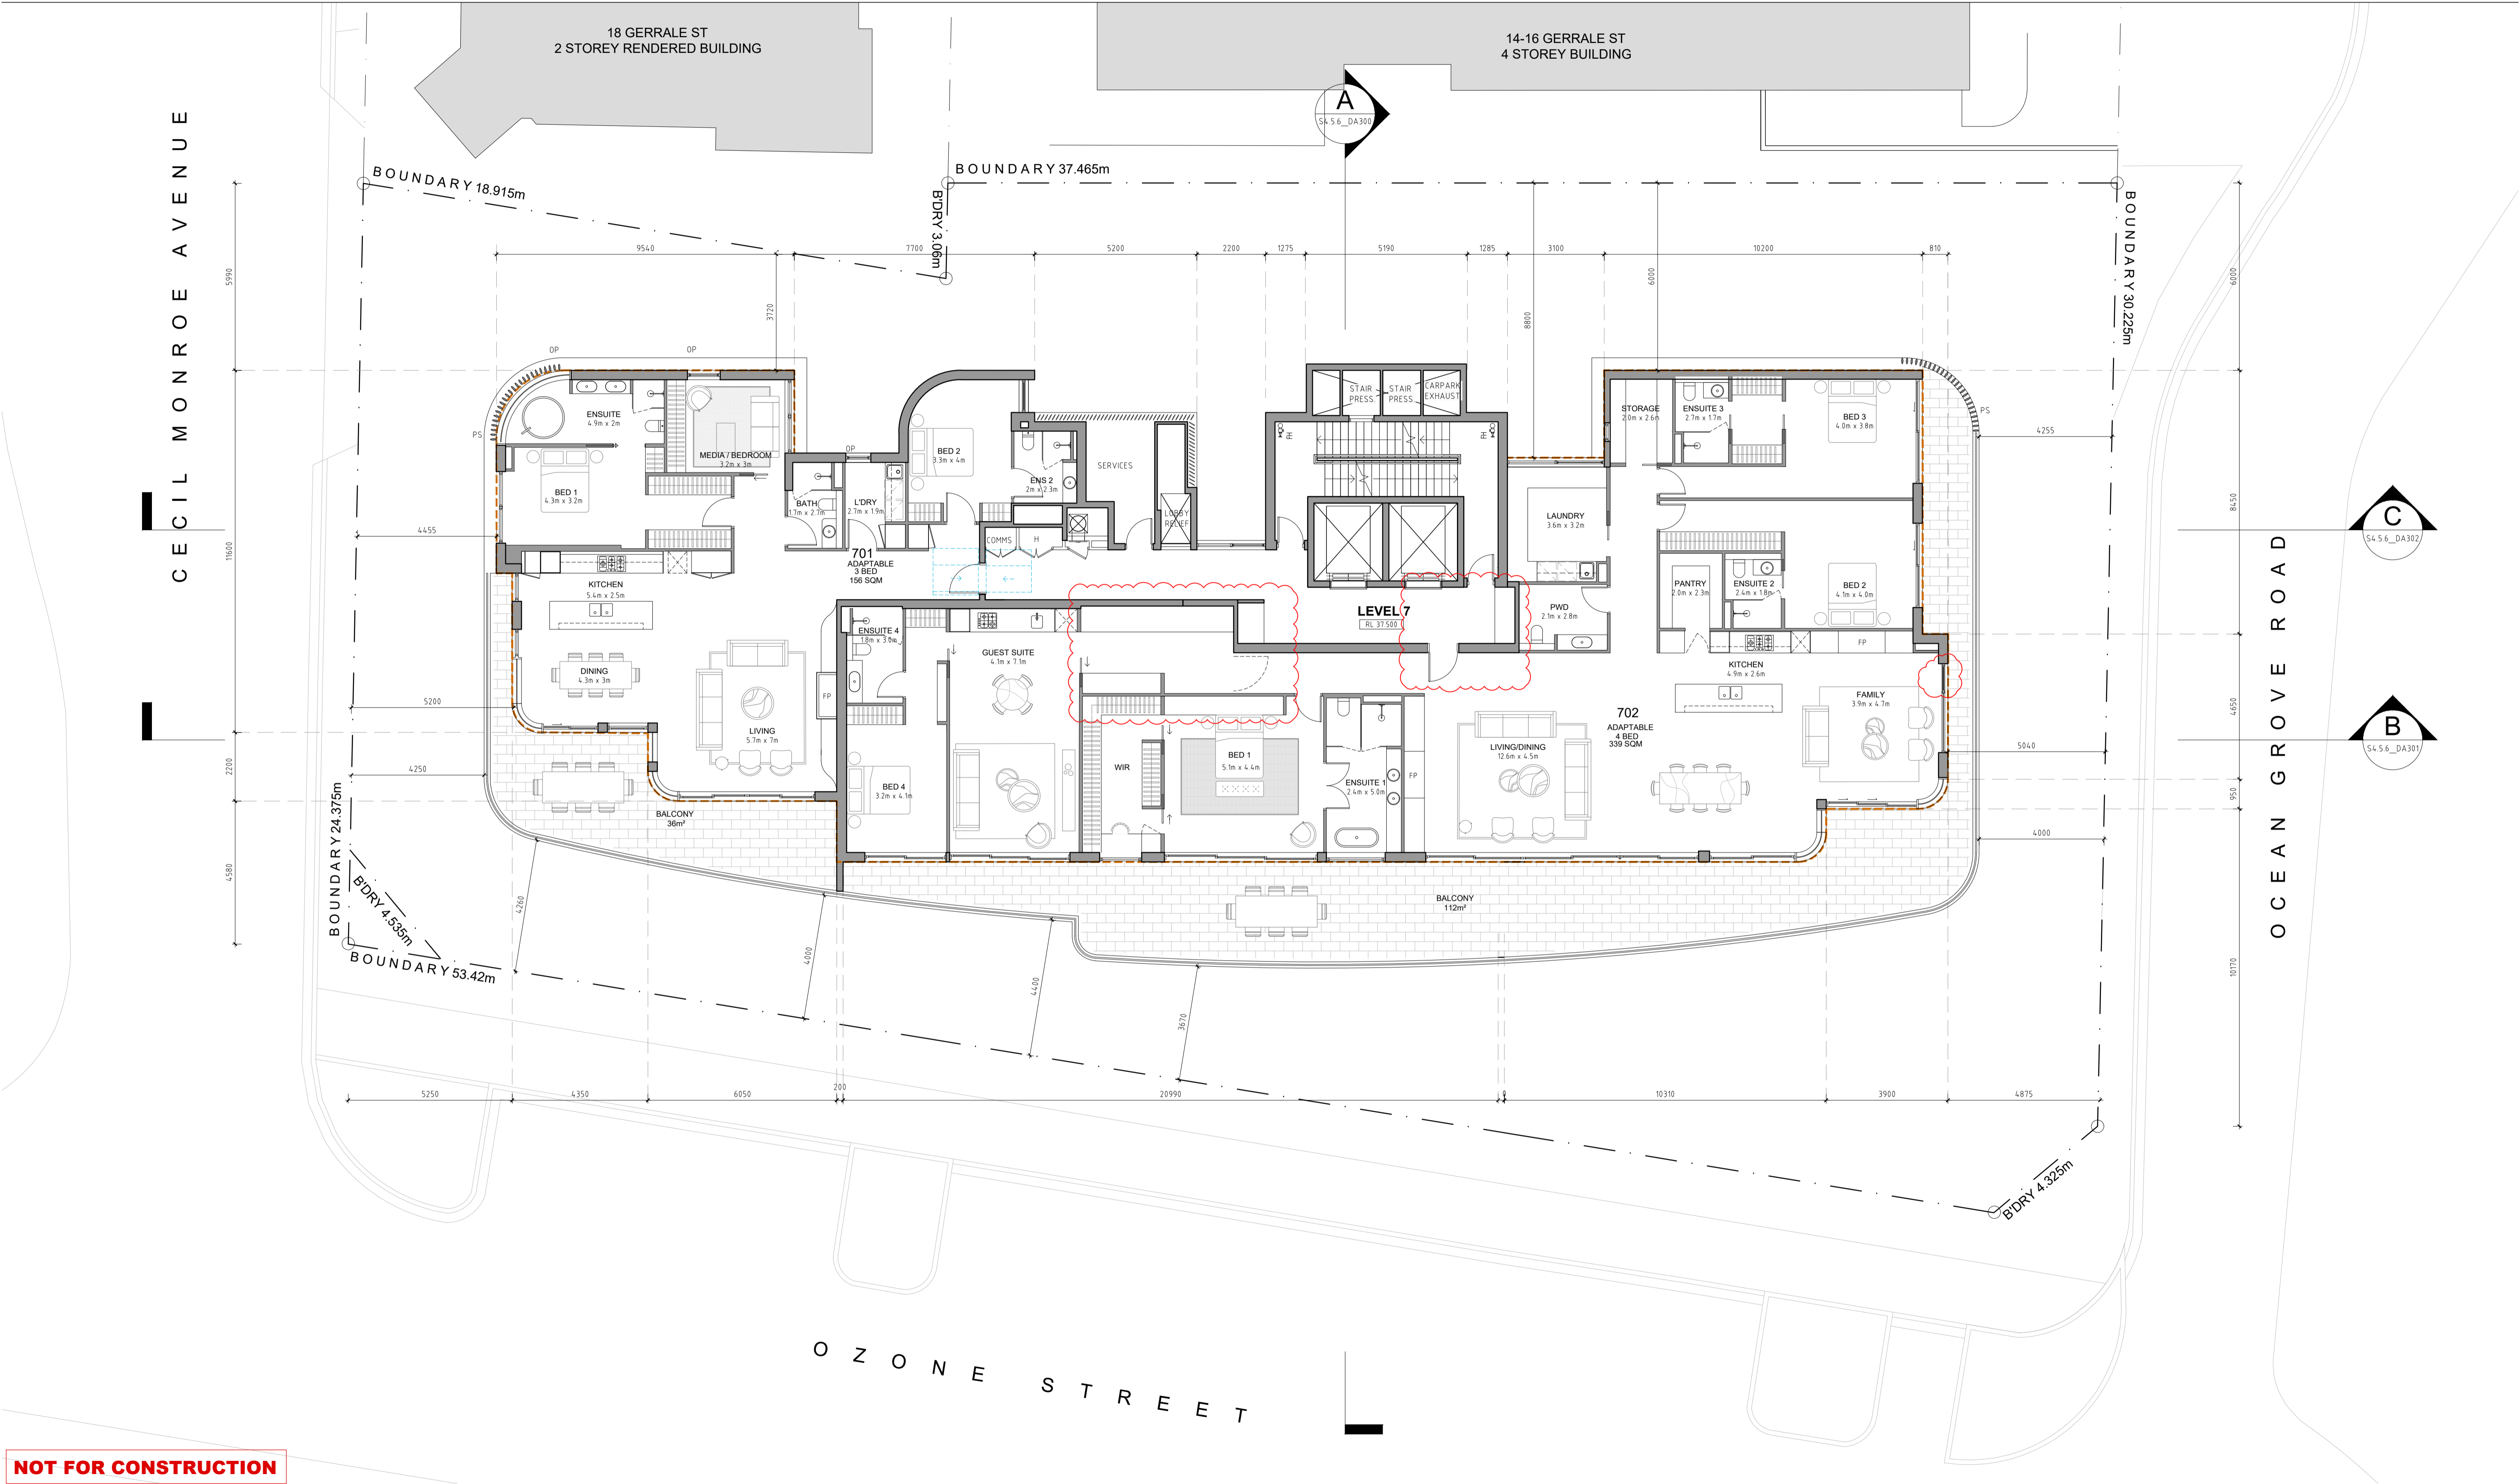 18 GERRALE ST
2 STOREY RENDERED BUILDING
14-16 GERRALE ST
4 STOREY BUILDING
A
S4.5.6_DA300
CECIL MONROE AVENUE
BOUNDARY 18.915m
BOUNDARY 37.465m
B'DRY 3.06m
BOUNDARY 30.225m
9540
7700
5200
2200
1275
5190
1285
3100
10200
810
5990
3720
8800
6000
6000
OP
OP
PS
OP
PS
ENSUITE
4.9m x 2m
MEDIA / BEDROOM
3.2m x 3m
BED 1
4.3m x 3.2m
BATH
1.7m x 2.7m
L'DRY
2.7m x 1.9m
BED 2
3.3m x 4m
ENS 2
2m x 2.3m
SERVICES
LOBBY
RELIEF
COMMS
H
STAIR
PRESS.
STAIR
PRESS.
CARPARK
EXHAUST
FH
FH
STORAGE
2.0m x 2.6m
ENSUITE 3
2.7m x 1.7m
BED 3
4.0m x 3.8m
LAUNDRY
3.6m x 3.2m
PANTRY
2.0m x 2.3m
ENSUITE 2
2.4m x 1.8m
BED 2
4.1m x 4.0m
PWD
2.1m x 2.8m
4455
11600
4255
8450
C
S4.5.6_DA302
701
ADAPTABLE
3 BED
156 SQM
KITCHEN
5.4m x 2.5m
DINING
4.3m x 3m
LIVING
5.7m x 7m
FP
ENSUITE 4
1.8m x 3.0m
GUEST SUITE
4.1m x 7.1m
LEVEL 7
RL 37.500
KITCHEN
4.9m x 2.6m
FP
FAMILY
3.9m x 4.7m
702
ADAPTABLE
4 BED
339 SQM
LIVING/DINING
12.6m x 4.5m
FP
BED 1
5.1m x 4.4m
WIR
ENSUITE 1
2.4m x 5.0m
BED 4
3.2m x 4.1m
BALCONY
36m²
BALCONY
112m²
5200
2200
4250
4580
4650
5040
950
4000
10170
B
S4.5.6_DA301
OCEAN GROVE ROAD
BOUNDARY 24.375m
B'DRY 4.535m
BOUNDARY 53.42m
4260
4000
4400
3670
5250
4350
6050
200
20990
10310
3900
4875
B'DRY 4.325m
OZONE STREET
NOT FOR CONSTRUCTION